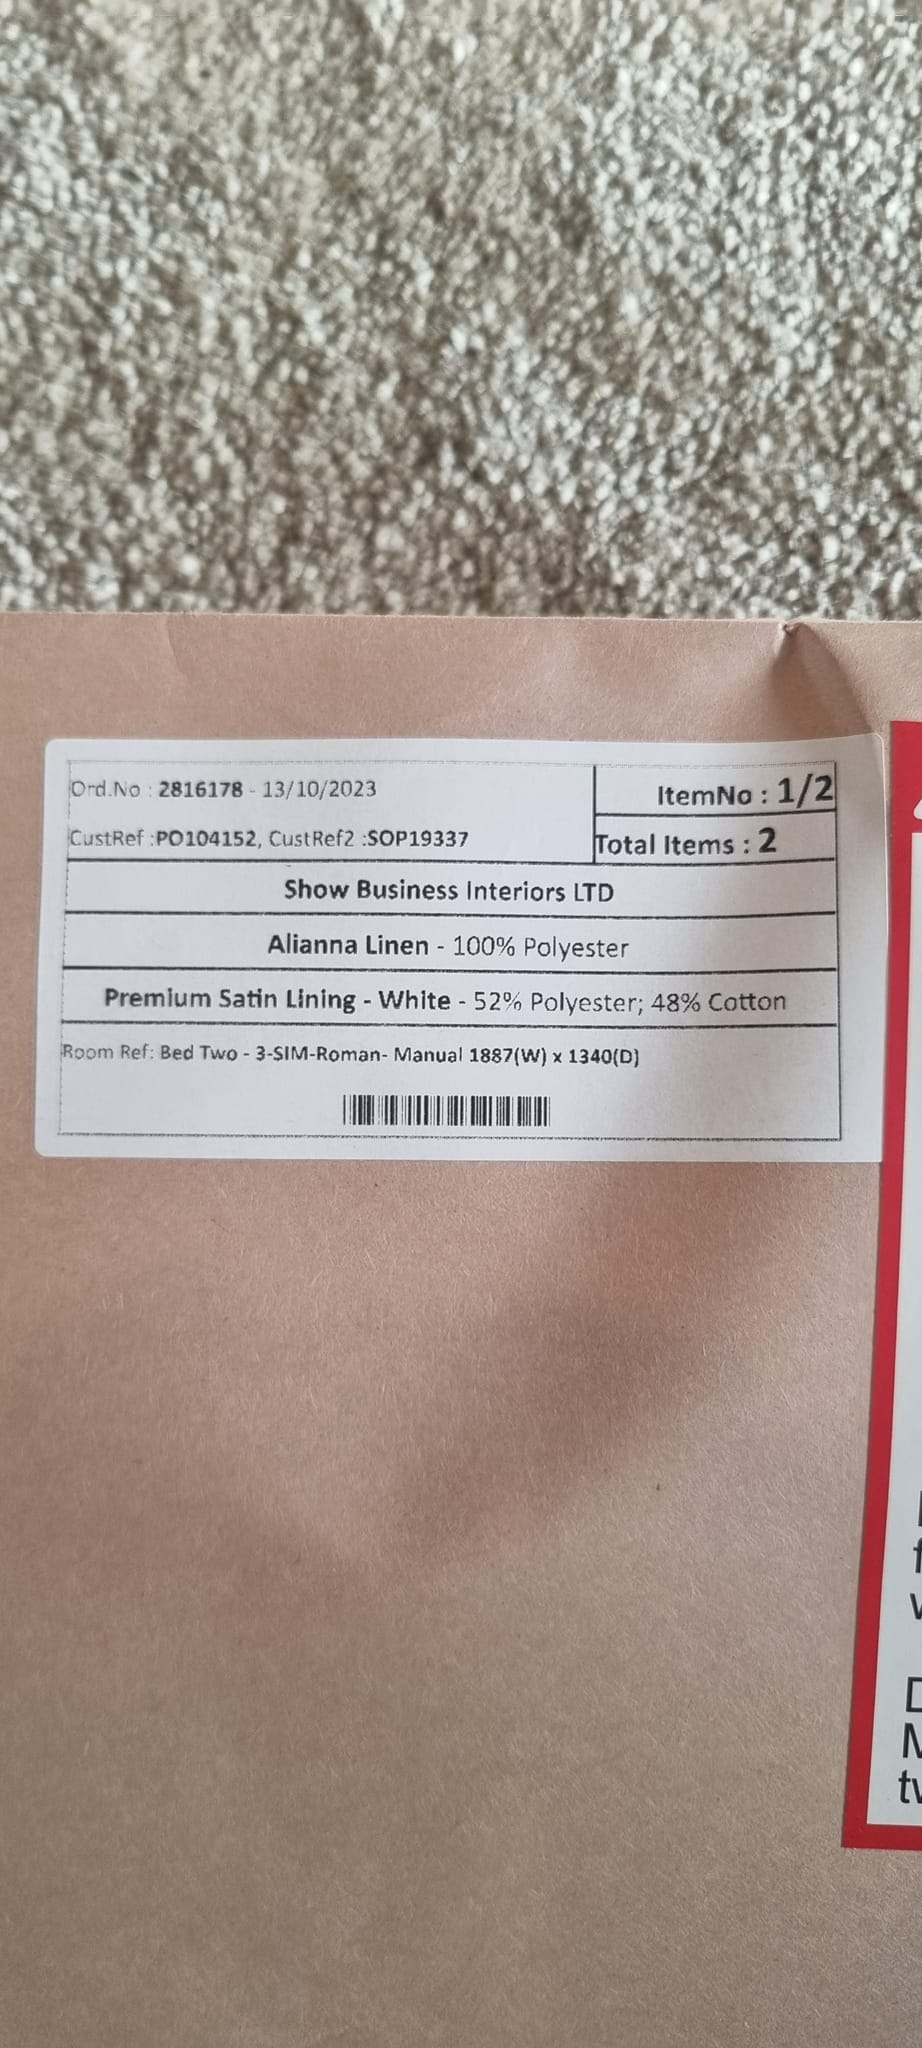 Ord.No : 2816178 - 13/10/2023
ItemNo : 1/2
CustRef :PO104152, CustRef2 :SOP19337
Total Items : 2
Show Business Interiors LTD
Alianna Linen - 100% Polyester
Premium Satin Lining - White - 52% Polyester; 48% Cotton
Room Ref: Bed Two - 3-SIM-Roman- Manual 1887(W) x 1340(D)